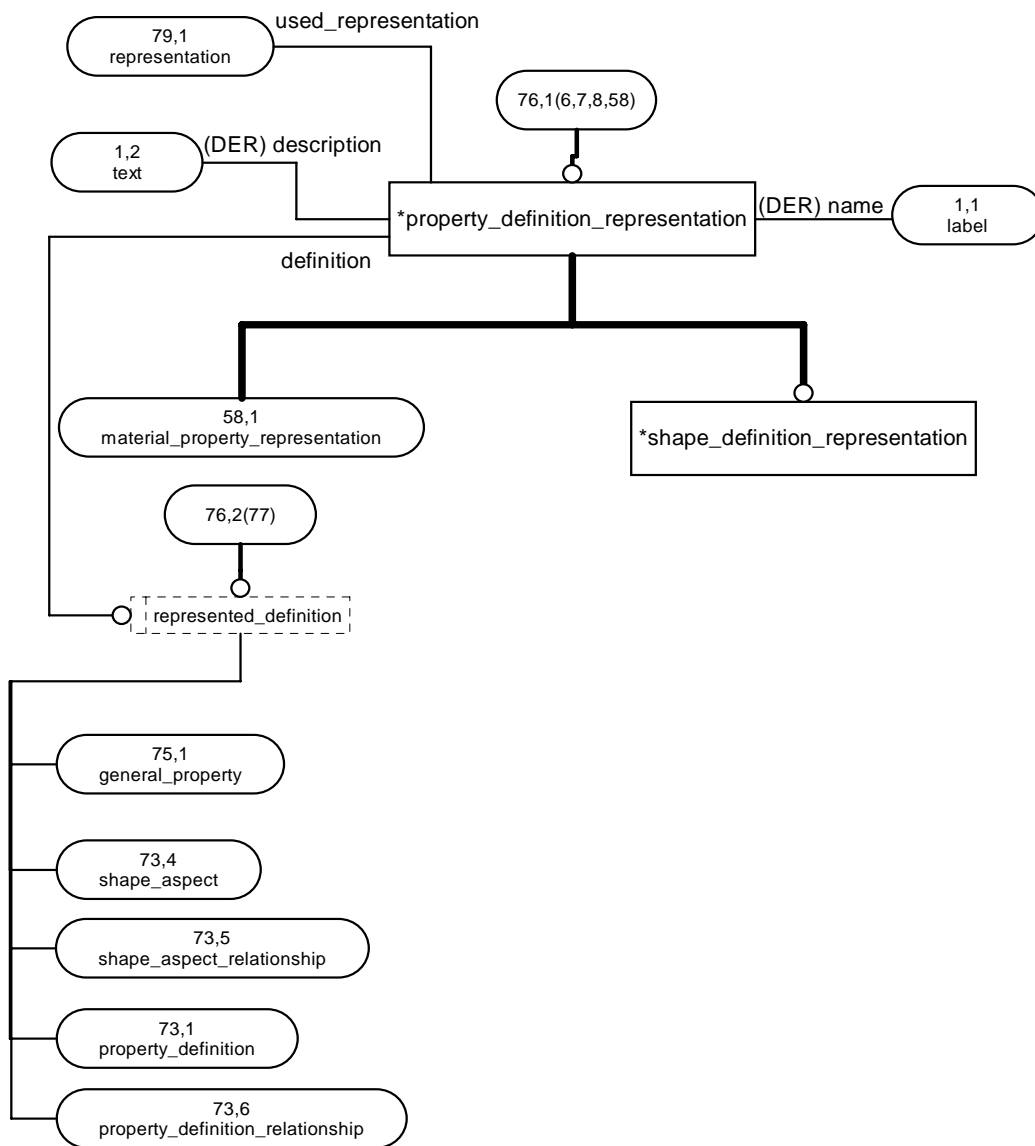 used_representation
79,1
representation
76,1(6,7,8,58)
(DER) description
1,2
text
*property_definition_representation
(DER) name
1,1
label
definition
58,1
material_property_representation
*shape_definition_representation
76,2(77)
represented_definition
75,1
general_property
73,4
shape_aspect
73,5
shape_aspect_relationship
73,1
property_definition
73,6
property_definition_relationship